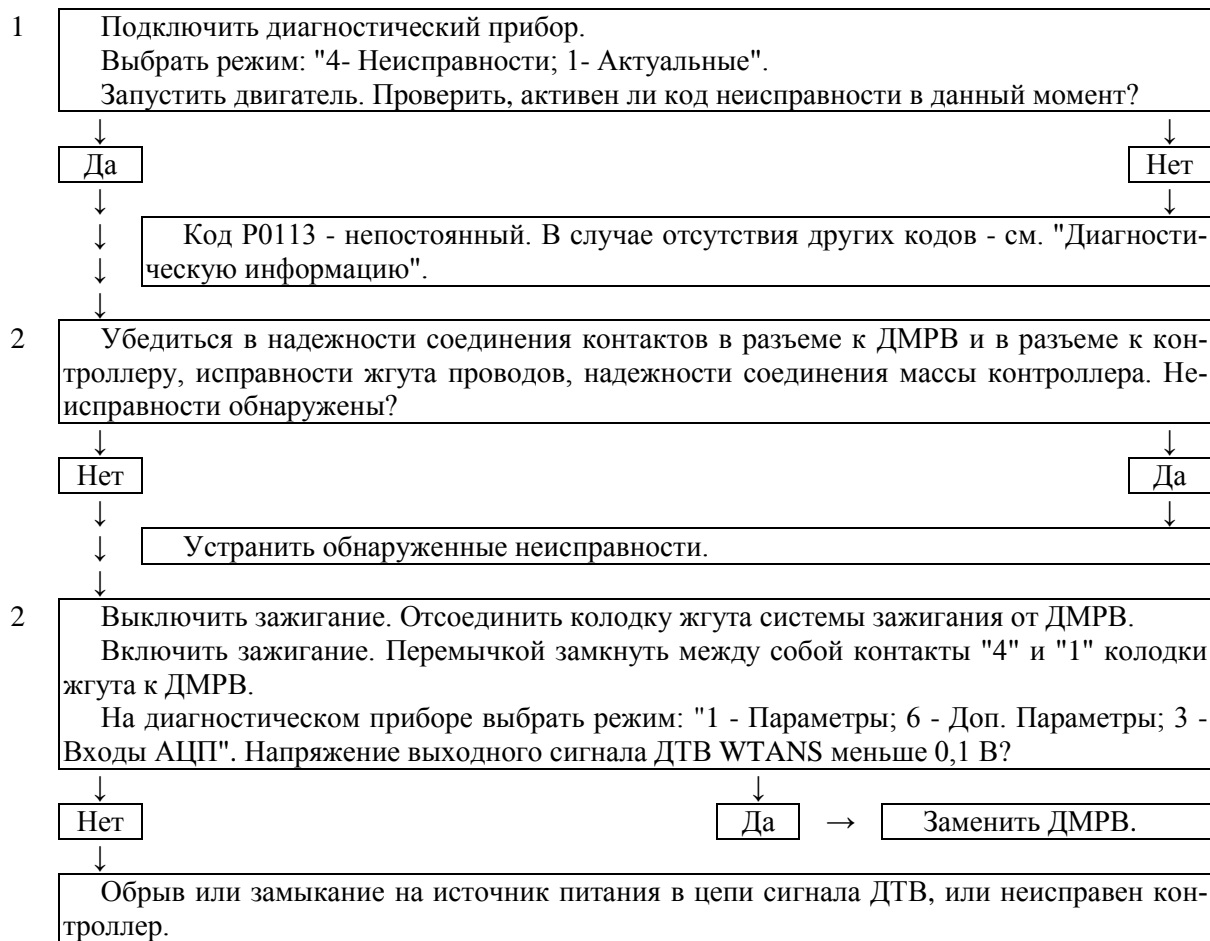 1 Подключить диагностический прибор.
Выбрать режим: "4- Неисправности; 1- Актуальные".
Запустить двигатель. Проверить, активен ли код неисправности в данный момент?
↓ ↓
Да Нет
↓ ↓
↓ Код Р0113 - непостоянный. В случае отсутствия других кодов - см. "Диагности-
↓ ческую информацию".
↓
2 Убедиться в надежности соединения контактов в разъеме к ДМРВ и в разъеме к кон-
троллеру, исправности жгута проводов, надежности соединения массы контроллера. Не-
исправности обнаружены?
↓ ↓
Нет Да
↓ ↓
↓ Устранить обнаруженные неисправности.
↓
2 Выключить зажигание. Отсоединить колодку жгута системы зажигания от ДМРВ.
Включить зажигание. Перемычкой замкнуть между собой контакты "4" и "1" колодки
жгута к ДМРВ.
На диагностическом приборе выбрать режим: "1 - Параметры; 6 - Доп. Параметры; 3 -
Входы АЦП". Напряжение выходного сигнала ДТВ WTANS меньше 0,1 В?
↓ ↓
Нет Да → Заменить ДМРВ.
↓
Обрыв или замыкание на источник питания в цепи сигнала ДТВ, или неисправен кон-
троллер.